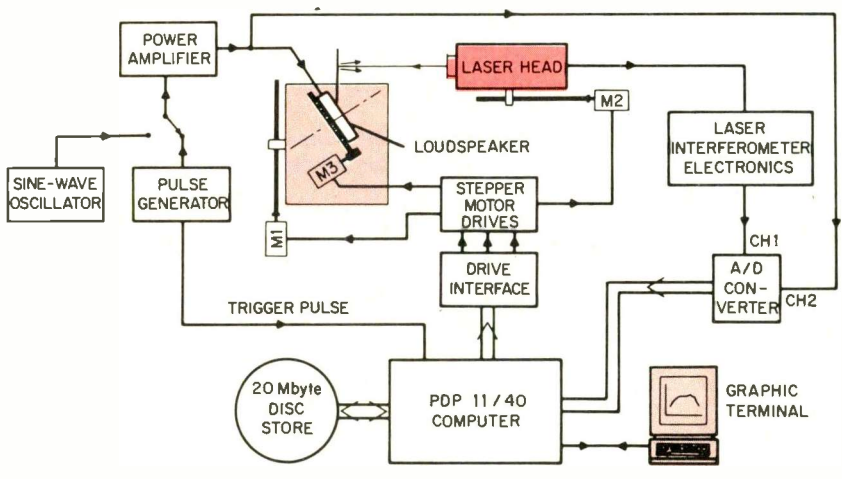 POWER
AMPLIFIER
LASER HEAD
M2
LOUDSPEAKER
LASER
INTERFEROMETER
ELECTRONICS
SINE-WAVE
OSCILLATOR
PULSE
GENERATOR
M3
STEPPER
MOTOR
DRIVES
M1
CH1
DRIVE
INTERFACE
A/D
CON-
VERTER
CH2
TRIGGER PULSE
20 Mbyte
DISC
STORE
PDP 11/40
COMPUTER
GRAPHIC
TERMINAL